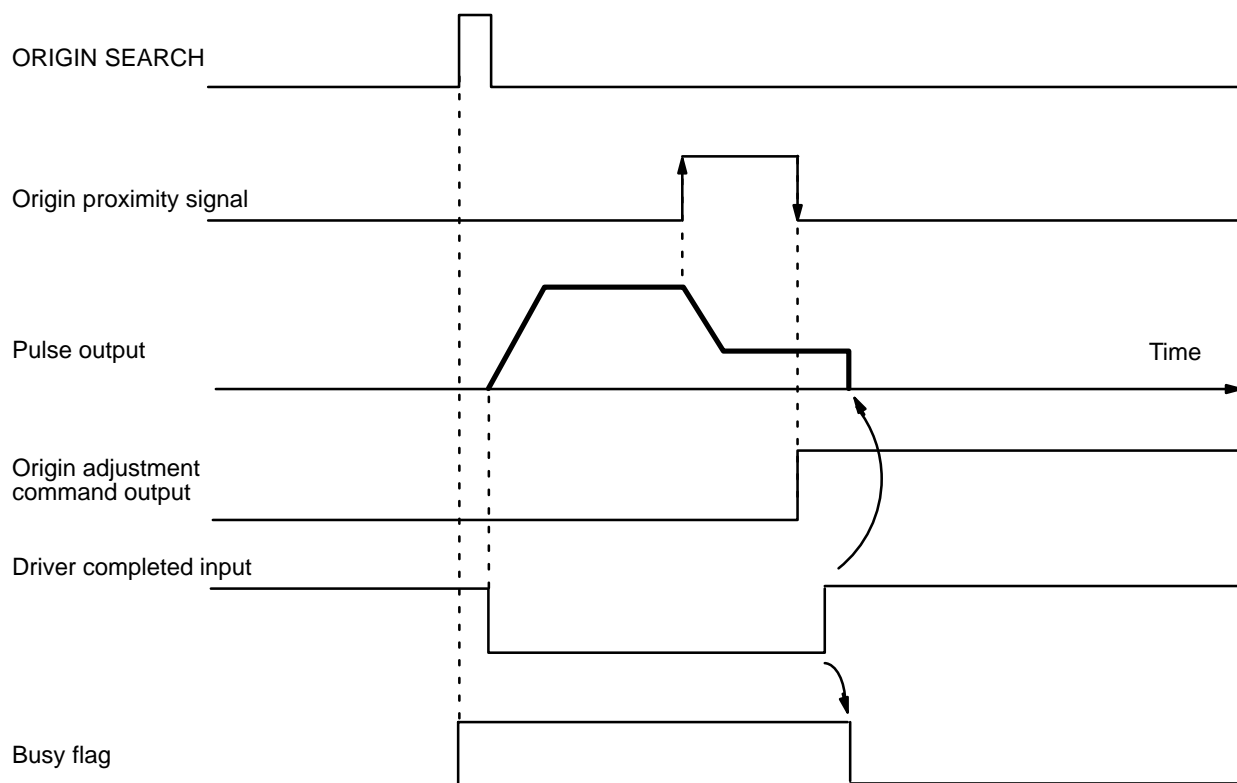 ORIGIN SEARCH
Origin proximity signal
Pulse output
Time
Origin adjustment
command output
Driver completed input
Busy flag